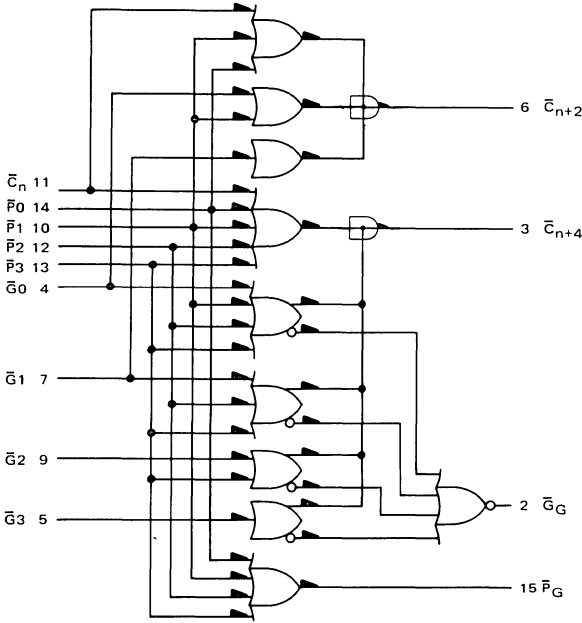 6 C̄n+2
C̄n 11
P̄0 14
P̄1 10
3 C̄n+4
P̄2 12
P̄3 13
Ḡ0 4
Ḡ1 7
Ḡ2 9
2 ḠG
Ḡ3 5
15 P̄G